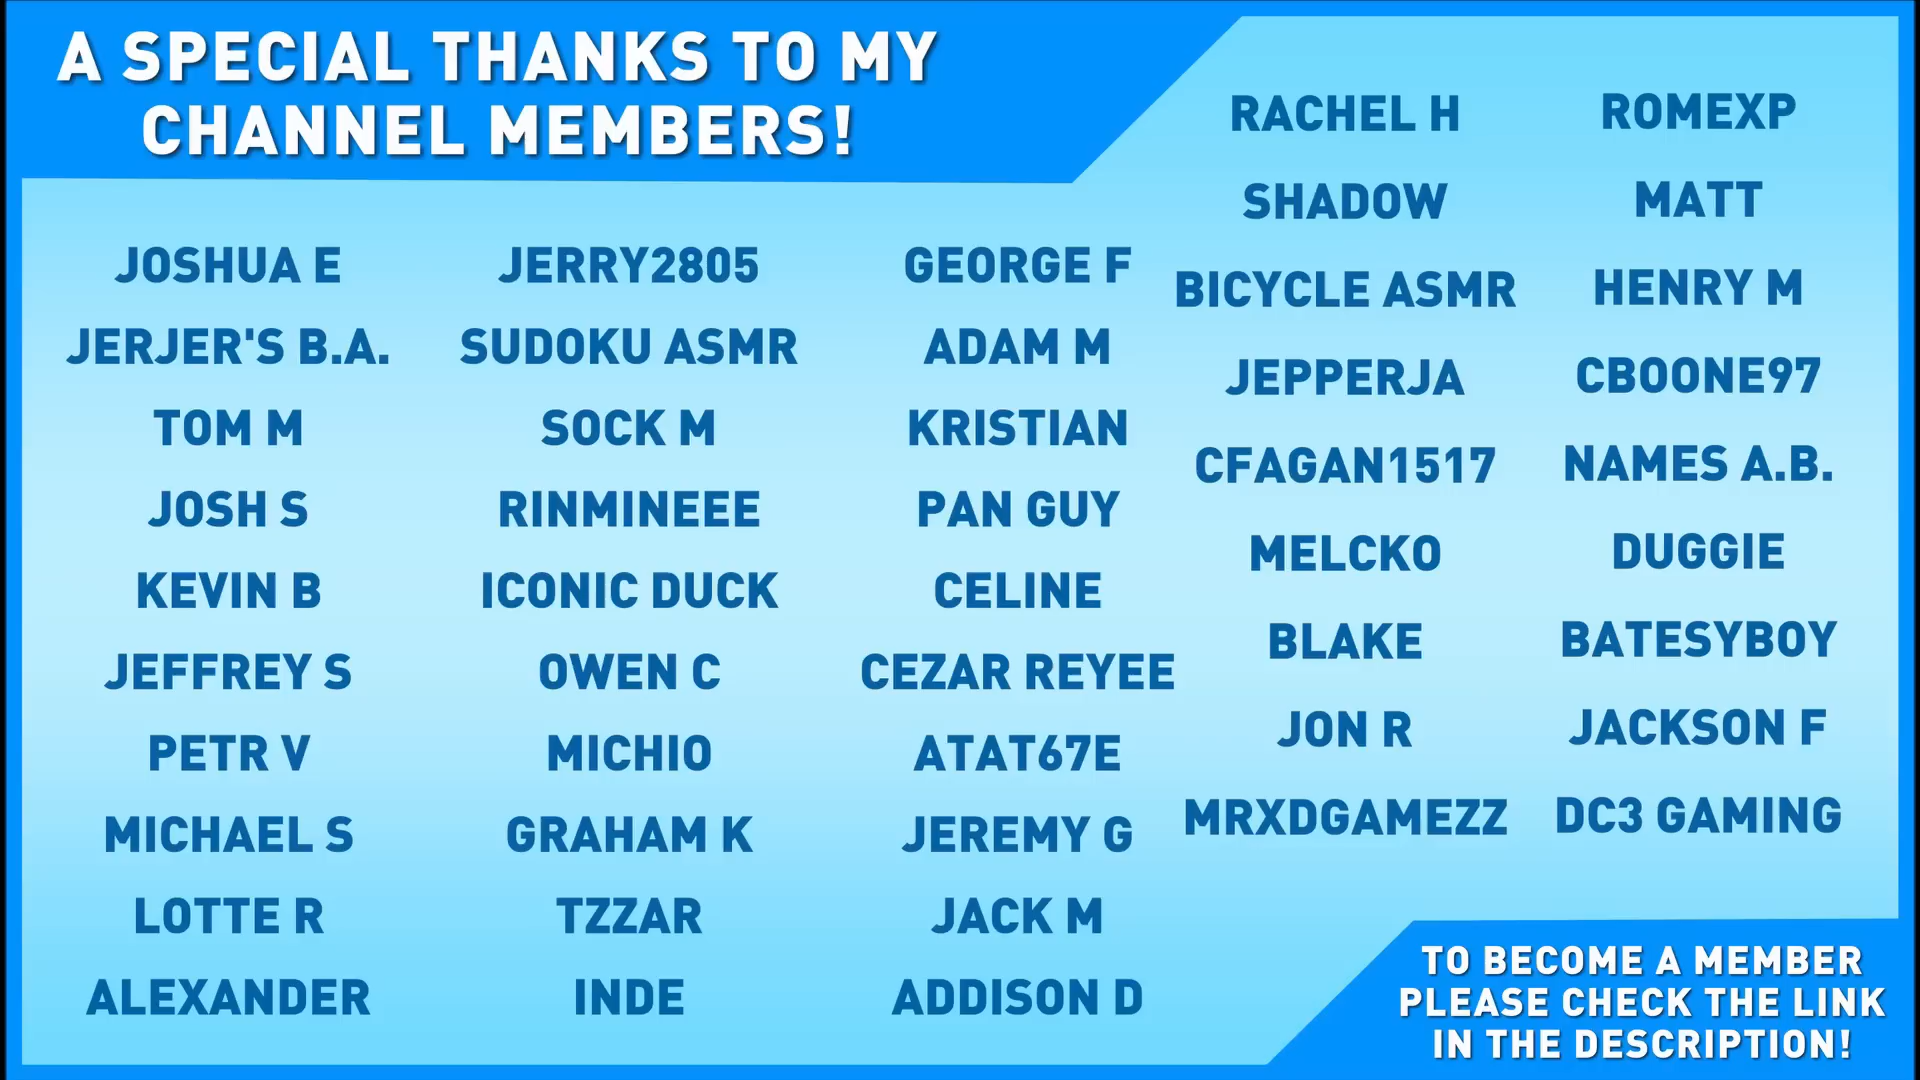 A SPECIAL THANKS TO MY
CHANNEL MEMBERS!
JOSHUA E
JERJER'S B.A.
TOM M
JOSH S
KEVIN B
JEFFREY S
PETR V
MICHAEL S
LOTTE R
ALEXANDER
JERRY2805
SUDOKU ASMR
SOCK M
RINMINEEE
ICONIC DUCK
OWEN C
MICHIO
GRAHAM K
TZZAR
INDE
GEORGE F
ADAM M
KRISTIAN
PAN GUY
CELINE
CEZAR REYEE
ATAT67E
JEREMY G
JACK M
ADDISON D
RACHEL H
SHADOW
BICYCLE ASMR
JEPPERJA
CFAGAN1517
MELCKO
BLAKE
JON R
MRXDGAMEZZ
ROMEXP
MATT
HENRY M
CBOONE97
NAMES A.B.
DUGGIE
BATESYBOY
JACKSON F
DC3 GAMING
TO BECOME A MEMBER
PLEASE CHECK THE LINK
IN THE DESCRIPTION!